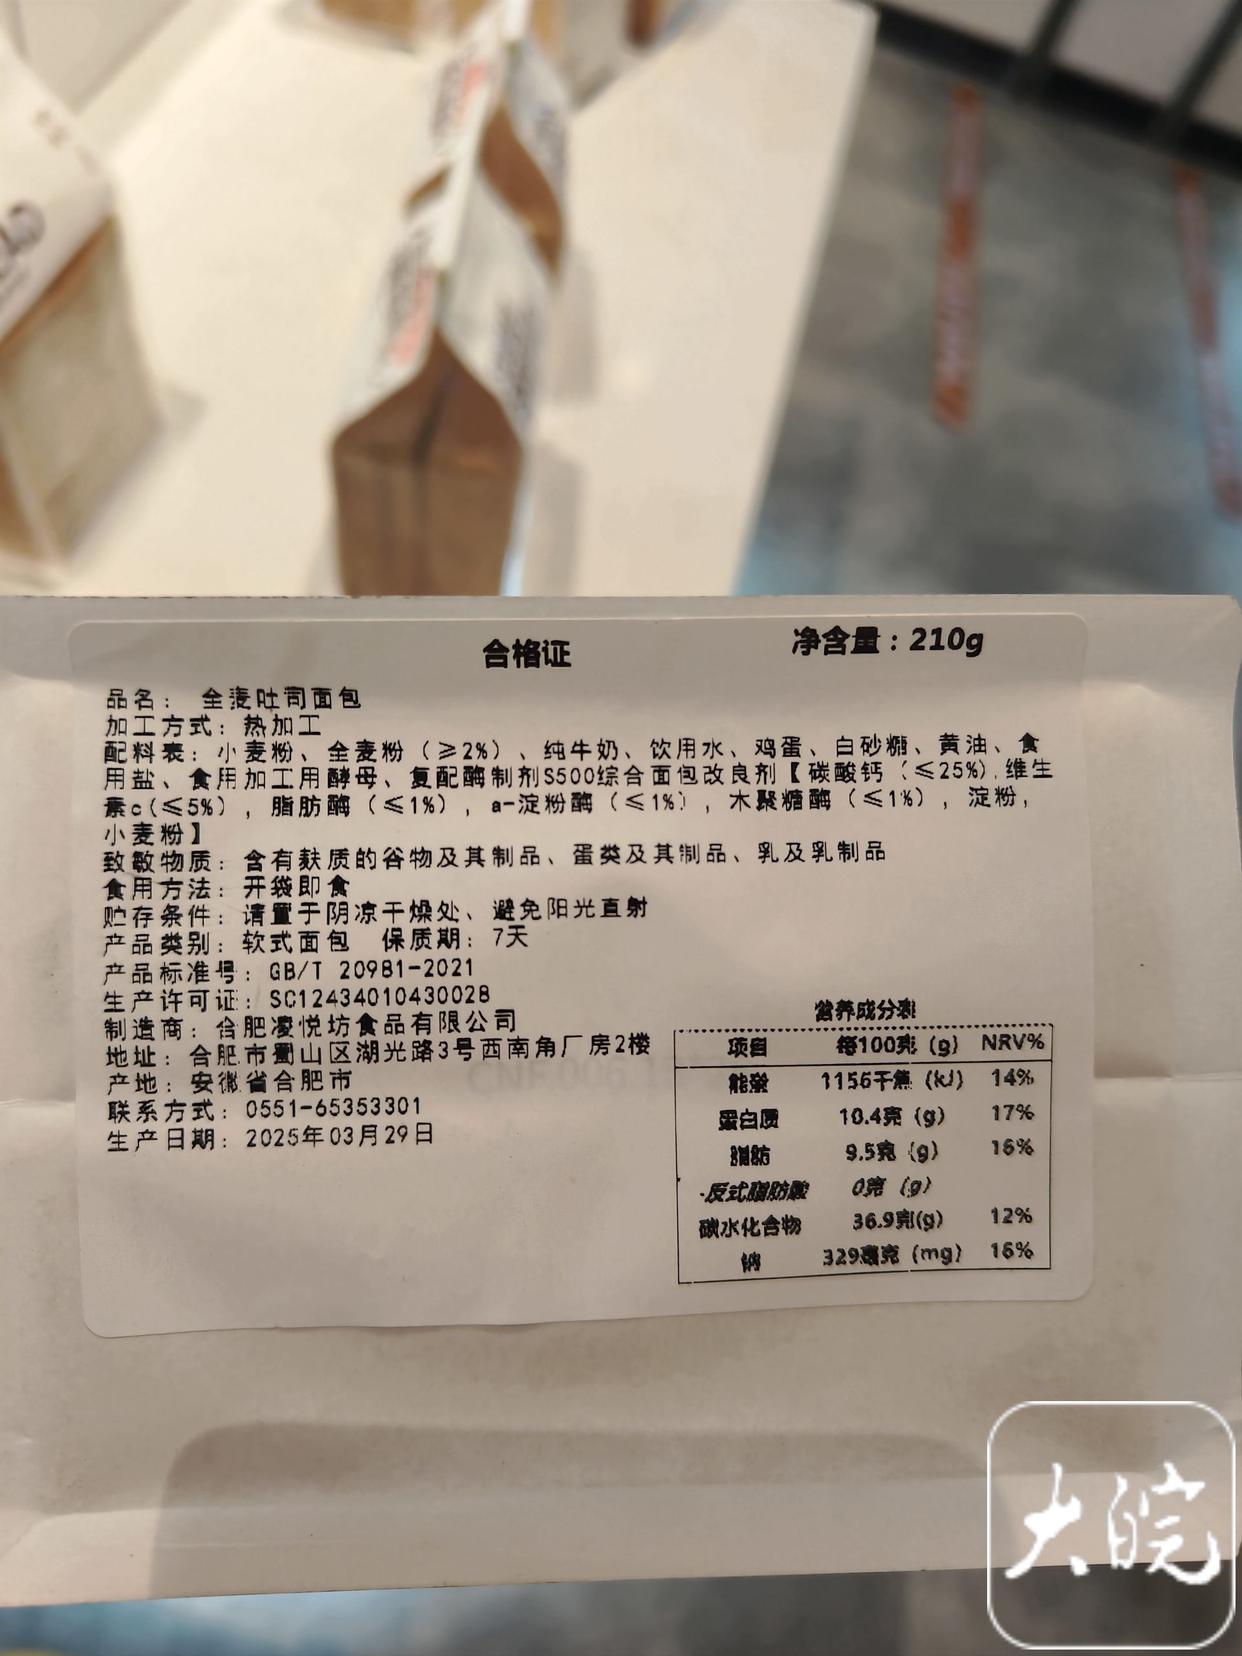 合格证
净含量：210g
品名： 全麦吐司面包
加工方式：热加工
配料表：小麦粉、全麦粉（≥2%）、纯牛奶、饮用水、鸡蛋、白砂糖、黄油、食
用盐、食用加工用酵母、复配酶制剂S500综合面包改良剂【碳酸钙（≤25%),维生
素c(≤5%），脂肪酶（≤1%），a-淀粉酶（≤1%），木聚糖酶（≤1%），淀粉，
小麦粉】
致敏物质：含有麸质的谷物及其制品、蛋类及其制品、乳及乳制品
食用方法：开袋即食
贮存条件：请置于阴凉干燥处、避免阳光直射
产品类别：软式面包 保质期：7天
产品标准号：GB/T 20981-2021
生产许可证：SC12434010430028
制造商：合肥凌悦坊食品有限公司
地址：合肥市蜀山区湖光路3号西南角厂房2楼
产地：安徽省合肥市
联系方式：0551-65353301
生产日期：2025年03月29日
营养成分表
项目 每100克（g） NRV%
能量 1156千焦（kJ） 14%
蛋白质 10.4克（g） 17%
脂肪 9.5克（g） 16%
-反式脂肪酸 0克（g）
碳水化合物 36.9克(g) 12%
钠 329毫克（mg） 16%
大皖